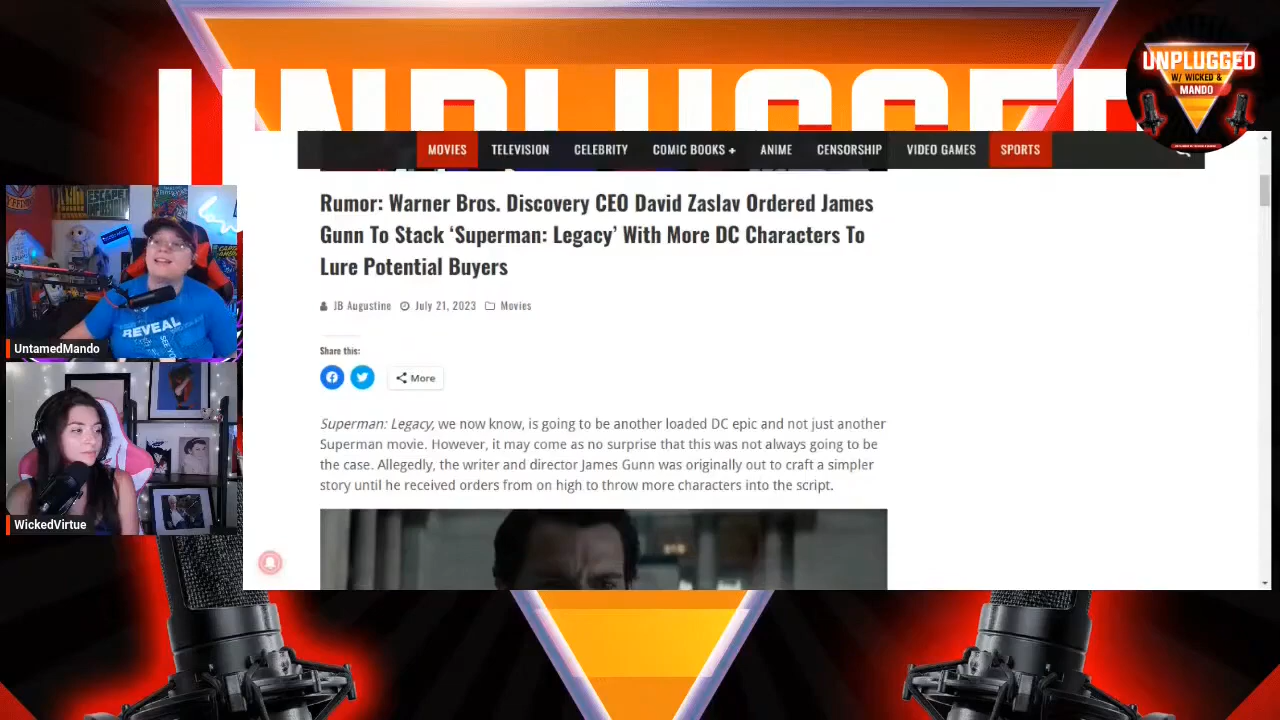 UNPLUGGED
UNPLUGGED
W/ WICKED &
MANDO
MOVIES TELEVISION CELEBRITY COMIC BOOKS + ANIME CENSORSHIP VIDEO GAMES SPORTS
Rumor: Warner Bros. Discovery CEO David Zaslav Ordered James
Gunn To Stack ‘Superman: Legacy’ With More DC Characters To
Lure Potential Buyers
JB Augustine July 21, 2023 Movies
Share this:
More
Superman: Legacy, we now know, is going to be another loaded DC epic and not just another
Superman movie. However, it may come as no surprise that this was not always going to be
the case. Allegedly, the writer and director James Gunn was originally out to craft a simpler
story until he received orders from on high to throw more characters into the script.
REVEAL
UntamedMando
WickedVirtue